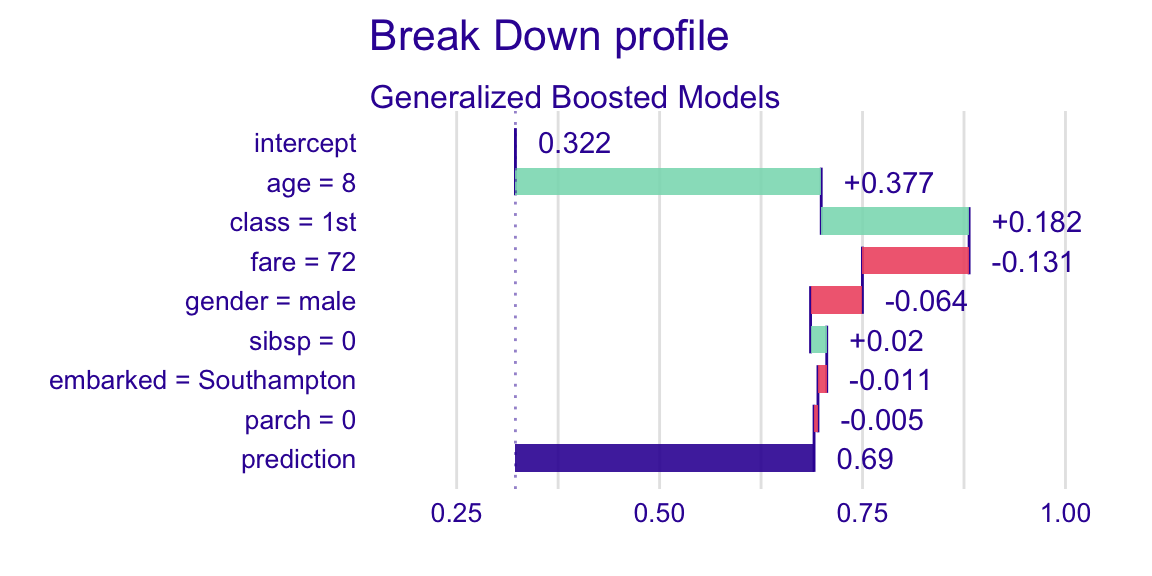 Break Down profile
Generalized Boosted Models
intercept 0.322
age = 8 +0.377
class = 1st +0.182
fare = 72 -0.131
gender = male -0.064
sibsp = 0 +0.02
embarked = Southampton -0.011
parch = 0 -0.005
prediction 0.69
0.25 0.50 0.75 1.00